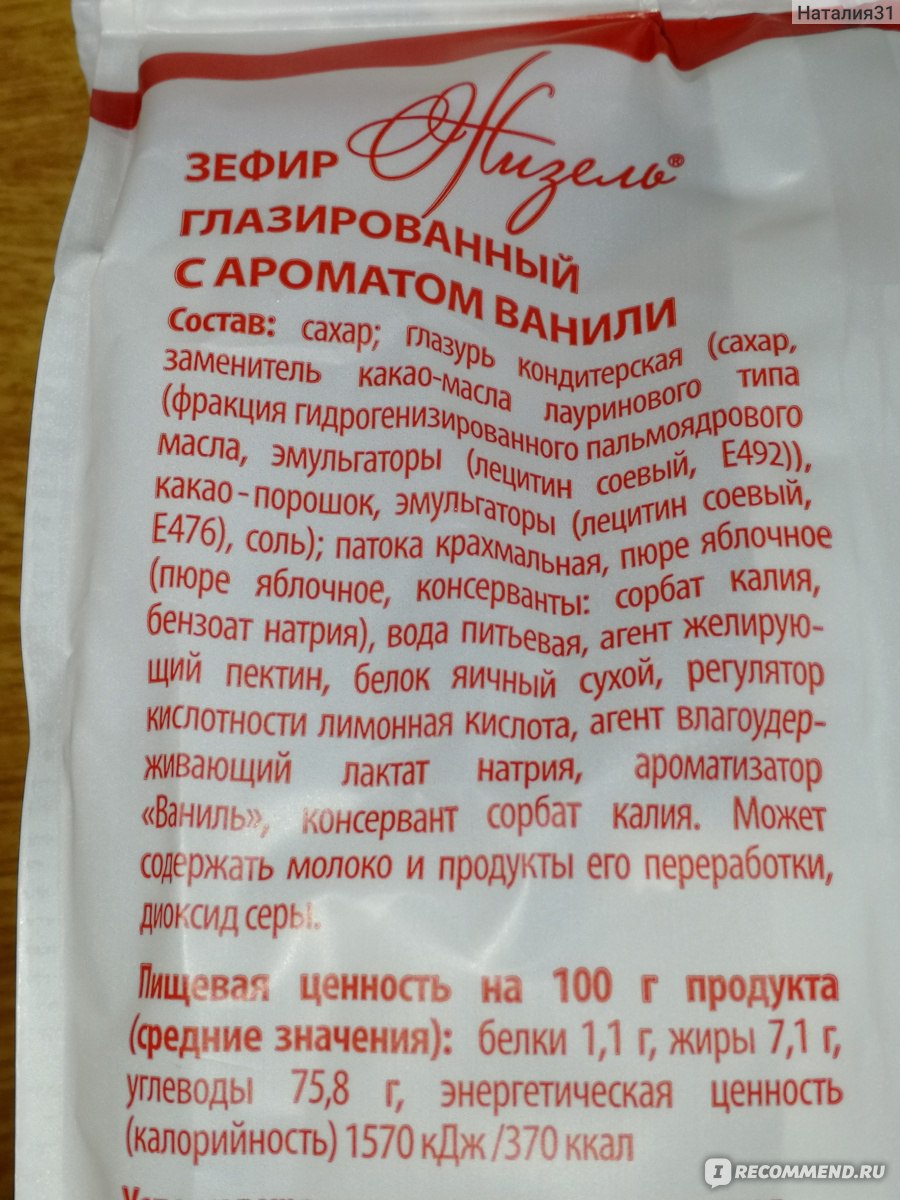 Наталия31
ЗЕФИР Жизель®
ГЛАЗИРОВАННЫЙ
С АРОМАТОМ ВАНИЛИ
Состав: сахар; глазурь кондитерская (сахар,
заменитель какао-масла лауринового типа
(фракция гидрогенизированного пальмоядрового
масла, эмульгаторы (лецитин соевый, Е492)),
какао-порошок, эмульгаторы (лецитин соевый,
Е476), соль); патока крахмальная, пюре яблочное
(пюре яблочное, консерванты: сорбат калия,
бензоат натрия), вода питьевая, агент желирую-
щий пектин, белок яичный сухой, регулятор
кислотности лимонная кислота, агент влагоудер-
живающий лактат натрия, ароматизатор
«Ваниль», консервант сорбат калия. Может
содержать молоко и продукты его переработки,
диоксид серы.
Пищевая ценность на 100 г продукта
(средние значения): белки 1,1 г, жиры 7,1 г,
углеводы 75,8 г, энергетическая ценность
(калорийность) 1570 кДж /370 ккал
IRECOMMEND.RU